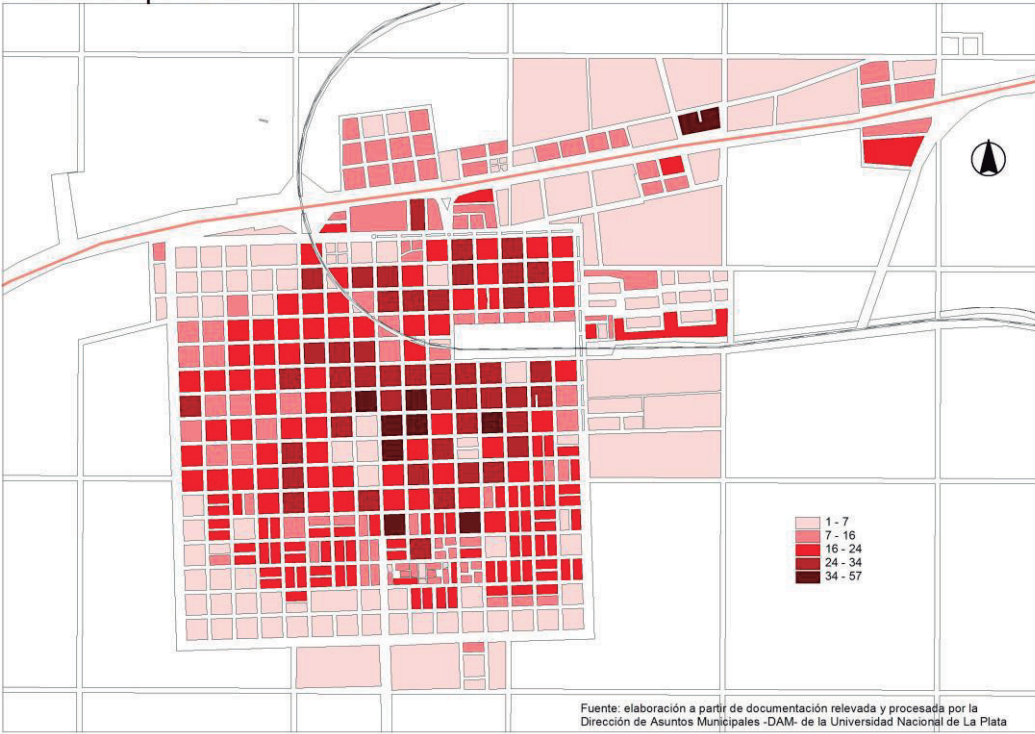 1 - 7
7 - 16
16 - 24
24 - 34
34 - 57
Fuente: elaboración a partir de documentación relevada y procesada por la
Dirección de Asuntos Municipales -DAM- de la Universidad Nacional de La Plata